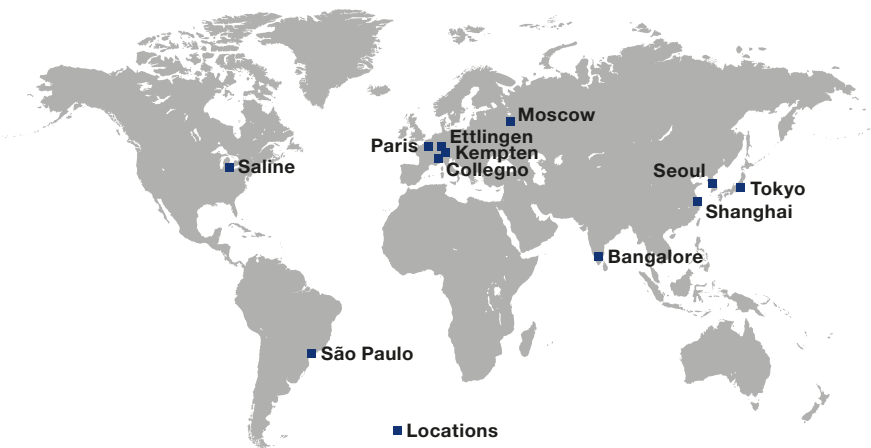 Moscow
Ettlingen
Paris
Kempten
Saline
Collegno
Seoul
Tokyo
Shanghai
Bangalore
São Paulo
Locations